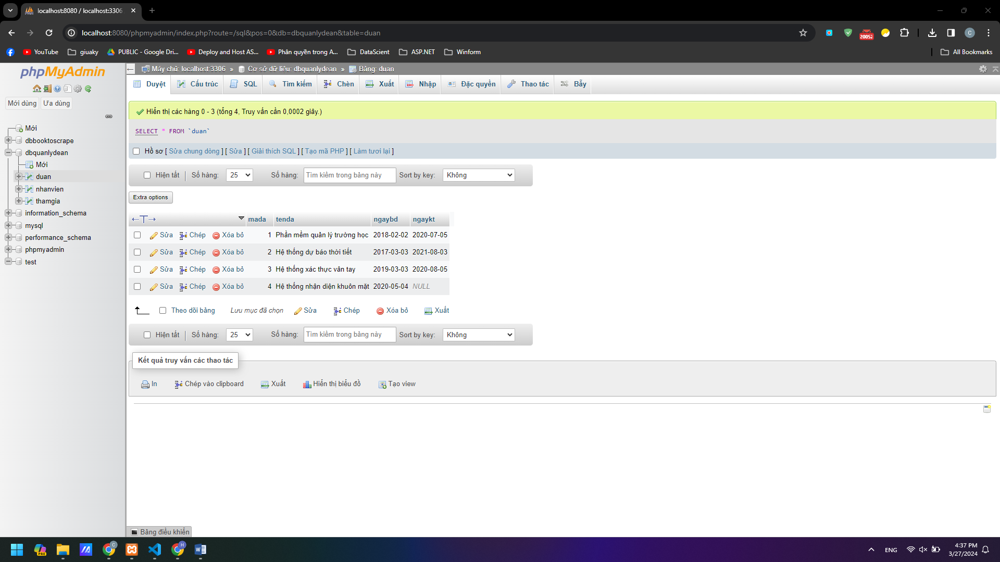 localhost:8080 / localhost:3306
localhost:8080/phpmyadmin/index.php?route=/sql&pos=0&db=dbquanlydean&table=duan
20052
C
YouTube
giuaky
PUBLIC - Google Dri...
Deploy and Host AS...
Phân quyền trong A...
DataScient
ASP.NET
Winform
All Bookmarks
phpMyAdmin
Mới dùng Ưa dùng
Mới
dbbooktoscrape
dbquanlydean
Mới
duan
nhanvien
thamgia
information_schema
mysql
performance_schema
phpmyadmin
test
Máy chủ: localhost:3306 » Cơ sở dữ liệu: dbquanlydean » Bảng: duan
Duyệt Cấu trúc SQL Tìm kiếm Chèn Xuất Nhập Đặc quyền Thao tác Bẫy
Hiển thị các hàng 0 - 3 (tổng 4, Truy vấn cần 0,0002 giây.)
SELECT * FROM `duan`
Hồ sơ [ Sửa chung dòng ] [ Sửa ] [ Giải thích SQL ] [ Tạo mã PHP ] [ Làm tươi lại ]
Hiện tất Số hàng: 25 Số hàng: Tìm kiếm trong bảng này Sort by key: Không
Extra options
←T→ mada tenda ngaybd ngaykt
Sửa Chép Xóa bỏ 1 Phần mềm quản lý trường học 2018-02-02 2020-07-05
Sửa Chép Xóa bỏ 2 Hệ thống dự báo thời tiết 2017-03-03 2021-08-03
Sửa Chép Xóa bỏ 3 Hệ thống xác thực vân tay 2019-03-03 2020-08-05
Sửa Chép Xóa bỏ 4 Hệ thống nhận diện khuôn mặt 2020-05-04 NULL
Theo dõi bảng Lưu mục đã chọn Sửa Chép Xóa bỏ Xuất
Hiện tất Số hàng: 25 Số hàng: Tìm kiếm trong bảng này Sort by key: Không
Kết quả truy vấn các thao tác
In Chép vào clipboard Xuất Hiển thị biểu đồ Tạo view
Bảng điều khiển
PRE
C
H
ENG
4:37 PM
3/27/2024